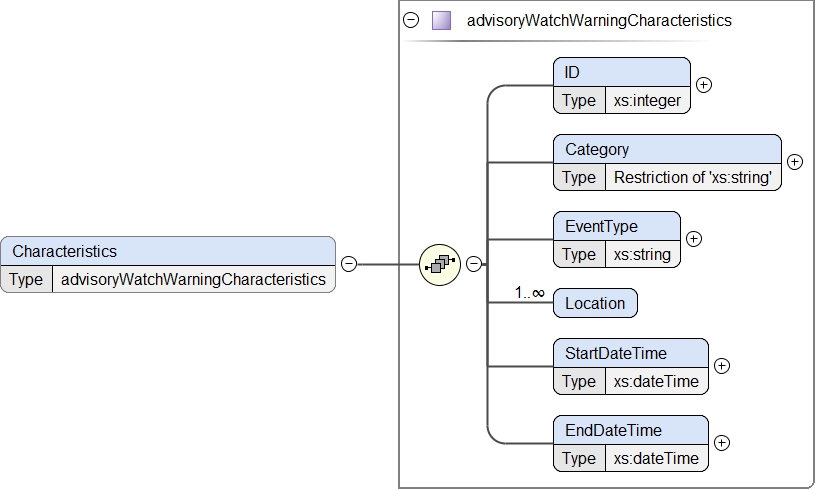 advisoryWatchWarningCharacteristics
ID
Type xs:integer
Category
Type Restriction of 'xs:string'
EventType
Type xs:string
Characteristics
Type advisoryWatchWarningCharacteristics
1..∞
Location
StartDateTime
Type xs:dateTime
EndDateTime
Type xs:dateTime